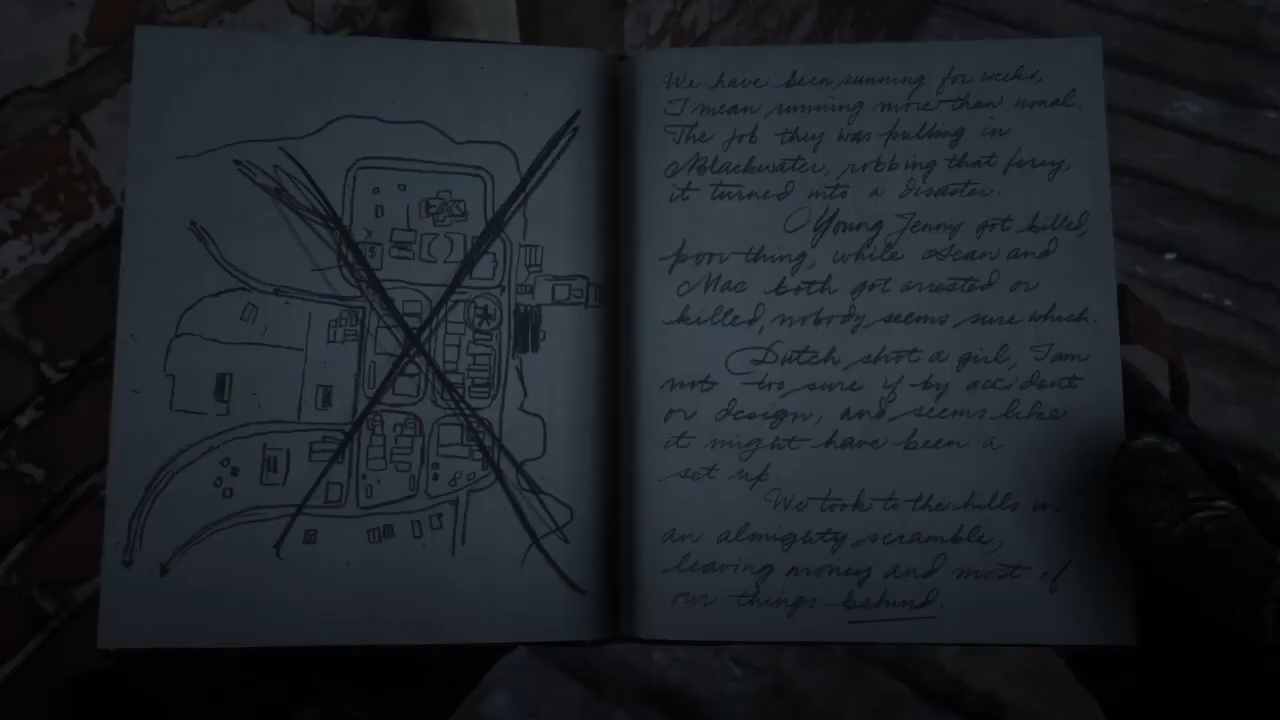 We have been running for weeks,
I mean running more than usual.
The job they was pulling in
Blackwater, robbing that ferry,
it turned into a disaster.
Young Jenny got killed,
poor thing, while Sean and
Mac both got arrested or
killed, nobody seems sure which.
Dutch shot a girl, I am
not too sure if by accident
or design, and seems like
it might have been a
set up.
We took to the hills in
an almighty scramble,
leaving money and most of
our things behind.